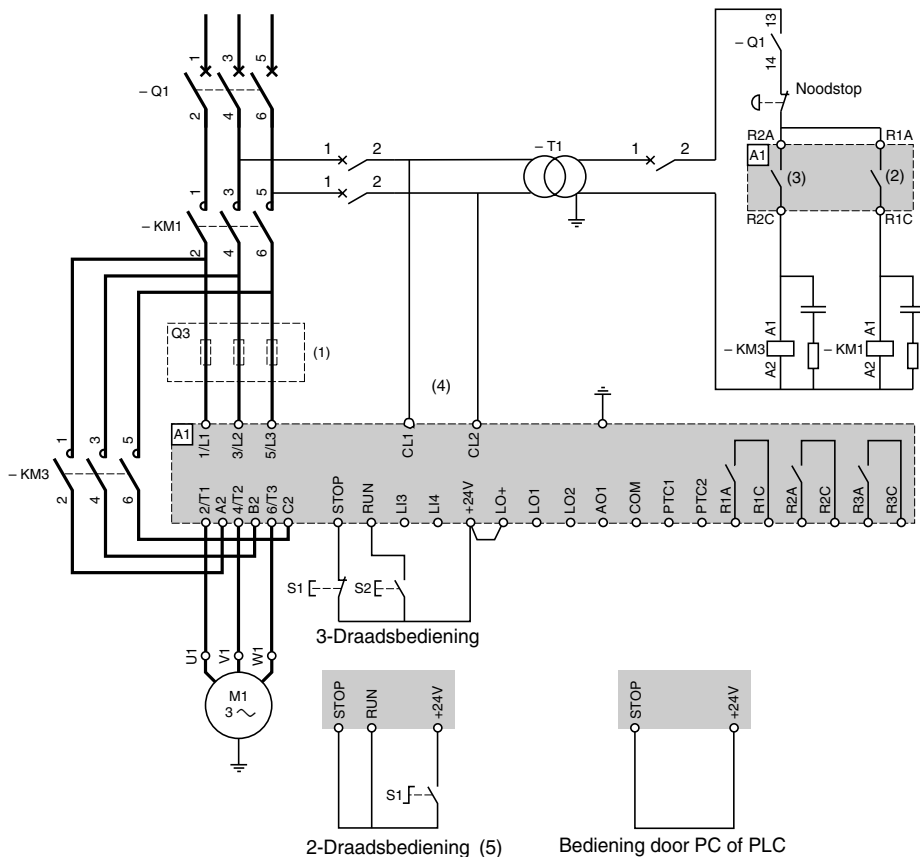 1 3 5
– Q1
2 4 6
1 2
1 2
– T1
1 2
13
– Q1
14
Noodstop
R2A R1A
A1
(3) (2)
R2C R1C
1 3 5
– KM1
2 4 6
Q3
(1)
A1 A1
– KM3 – KM1
A2 A2
(4)
A1
1/L1 3/L2 5/L3 CL1 CL2
1 3 5
– KM3
2 4 6
2/T1 A2 4/T2 B2 6/T3 C2 STOP RUN LI3 LI4 +24V LO+ LO1 LO2 AO1 COM PTC1 PTC2 R1A R1C R2A R2C R3A R3C
S1 S2
3-Draadsbediening
U1 V1 W1
M1
3
STOP RUN +24V
S1
2-Draadsbediening (5)
STOP +24V
Bediening door PC of PLC